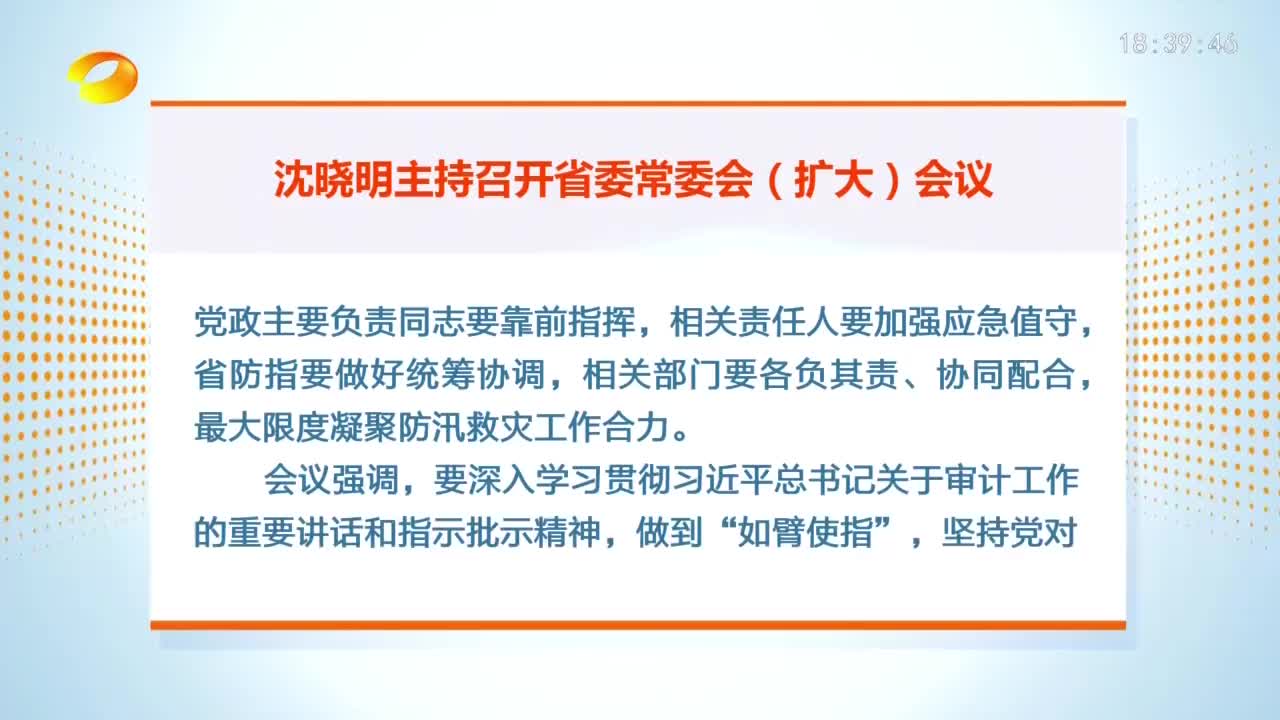 18:39:46
沈晓明主持召开省委常委会（扩大）会议
党政主要负责同志要靠前指挥，相关责任人要加强应急值守，
省防指要做好统筹协调，相关部门要各负其责、协同配合，
最大限度凝聚防汛救灾工作合力。
会议强调，要深入学习贯彻习近平总书记关于审计工作
的重要讲话和指示批示精神，做到“如臂使指”，坚持党对